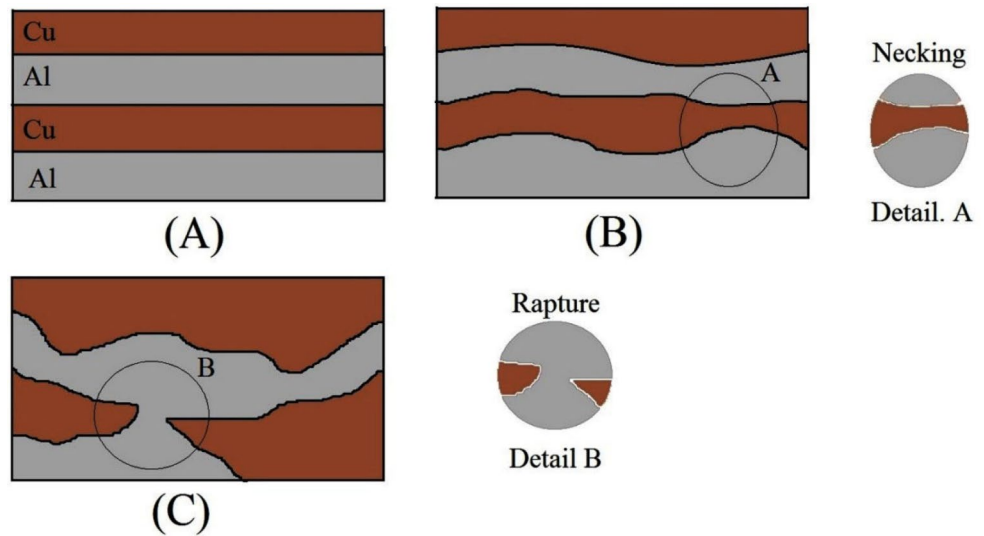 Cu
Al
Cu
Al
(A)
A
(B)
Necking
Detail. A
B
(C)
Rapture
Detail B